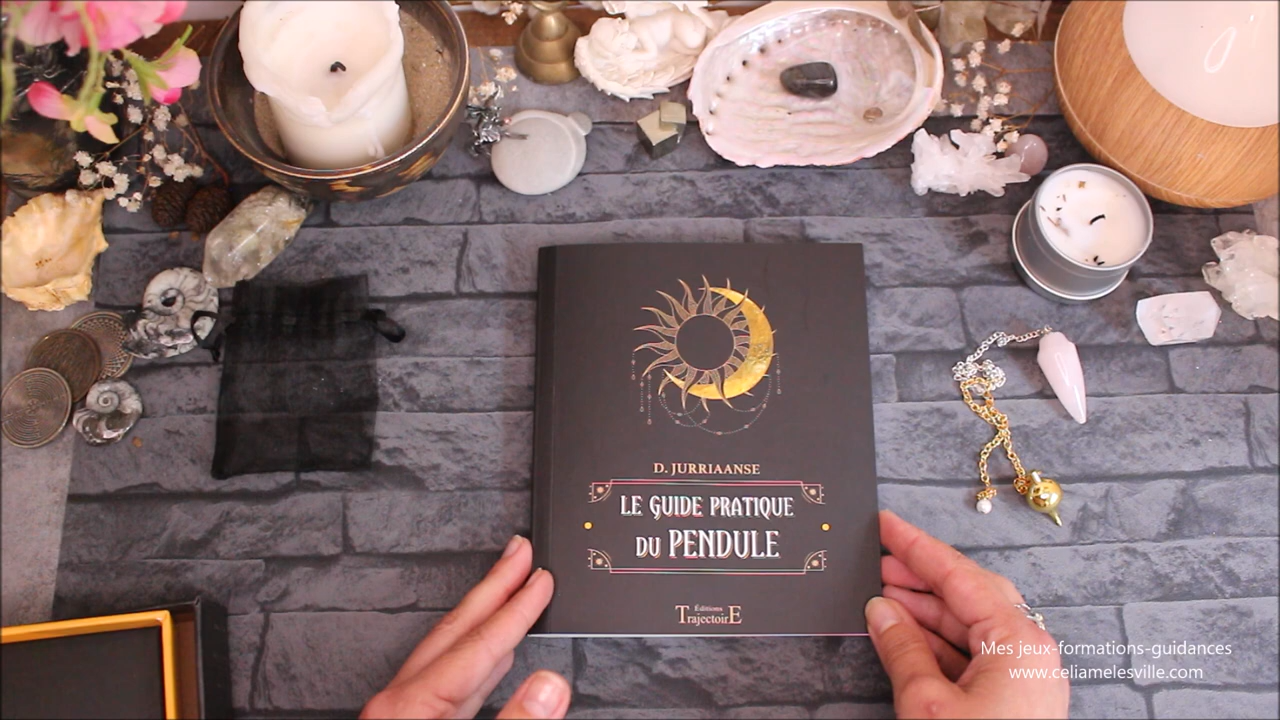 D. JURRIAANSE
LE GUIDE PRATIQUE
DU PENDULE
Éditions
TrajectoirE
Mes jeux-formations-guidances
www.celiamelesville.com